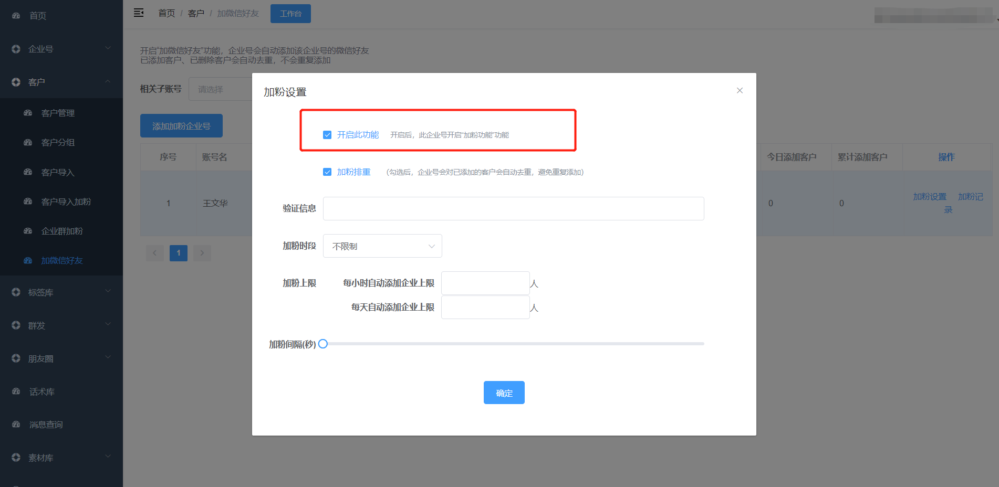 首页
企业号
客户
客户管理
客户分组
客户导入
客户导入加粉
企业群加粉
加微信好友
标签库
群发
朋友圈
话术库
消息查询
素材库
首页 / 客户 / 加微信好友 工作台
开启“加微信好友”功能，企业号会自动添加该企业号的微信好友
已添加客户、已删除客户会自动去重，不会重复添加
相关子账号 请选择
添加加粉企业号
序号 账号名 今日添加客户 累计添加客户 操作
1 王文华 0 0 加粉设置 加粉记
录
1
加粉设置
开启此功能 开启后，此企业号开启“加粉功能”功能
加粉排重 （勾选后，企业号会对已添加的客户会自动去重，避免重复添加）
验证信息
加粉时段 不限制
加粉上限 每小时自动添加企业上限 人
每天自动添加企业上限 人
加粉间隔(秒)
确定